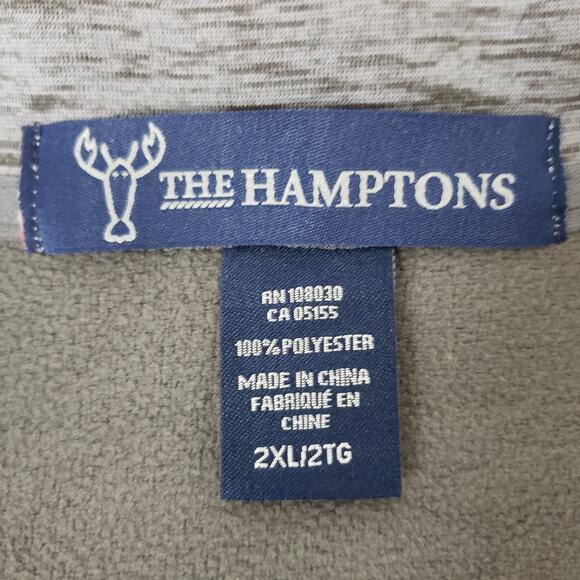 THE HAMPTONS
RN 108030
CA 05155
100% POLYESTER
MADE IN CHINA
FABRIQUÉ EN
CHINE
2XL/2TG